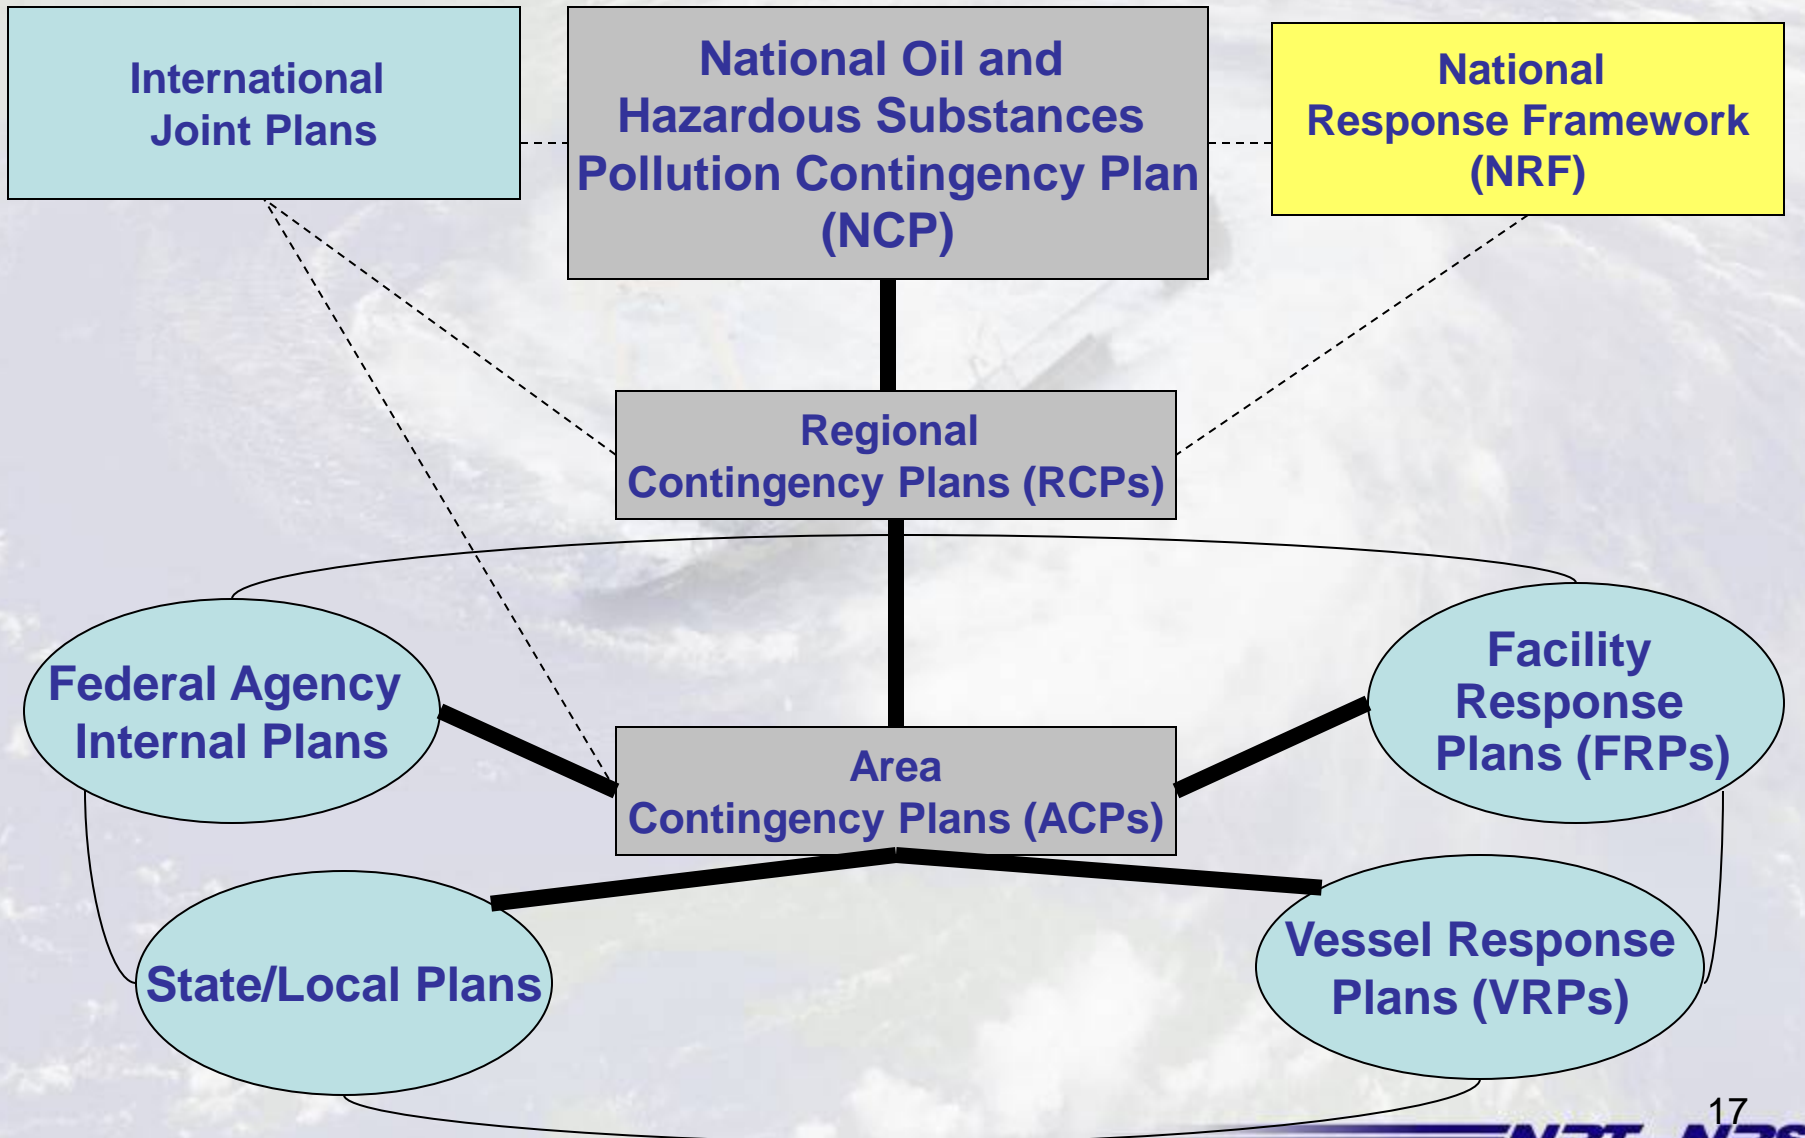 International
Joint Plans
National Oil and
Hazardous Substances
Pollution Contingency Plan
(NCP)
National
Response Framework
(NRF)
Regional
Contingency Plans (RCPs)
Federal Agency
Internal Plans
Area
Contingency Plans (ACPs)
Facility
Response
Plans (FRPs)
State/Local Plans
Vessel Response
Plans (VRPs)
17